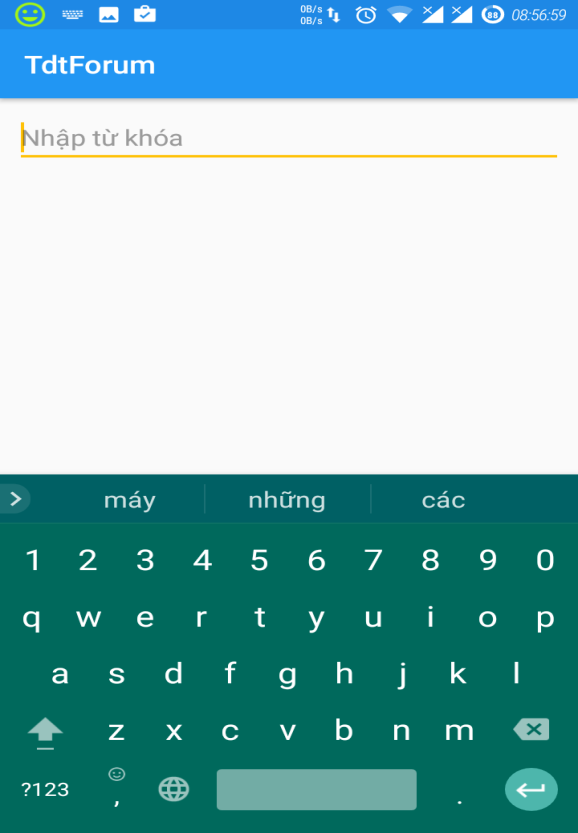 0B/s
0B/s
88 08:56:59
TdtForum
Nhập từ khóa
máy những các
1 2 3 4 5 6 7 8 9 0
q w e r t y u i o p
a s d f g h j k l
z x c v b n m
?123 , .